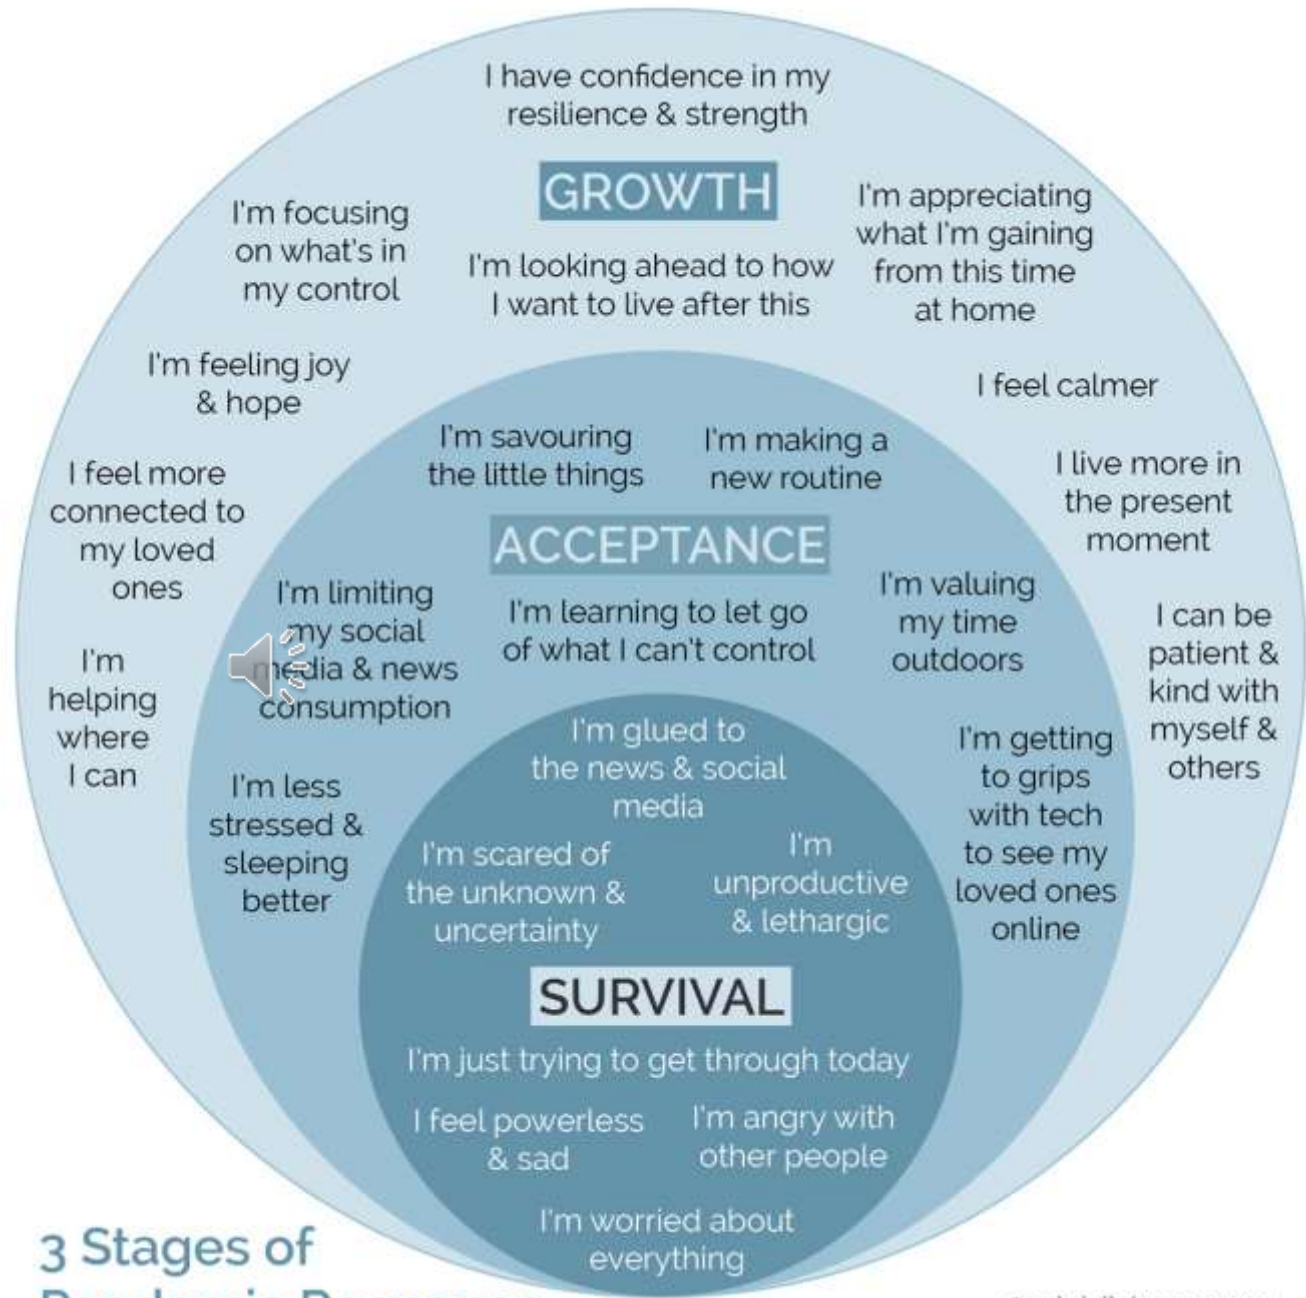 I have confidence in my
resilience & strength
GROWTH
I'm focusing
on what's in
my control
I'm looking ahead to how
I want to live after this
I'm appreciating
what I'm gaining
from this time
at home
I'm feeling joy
& hope
I feel calmer
I feel more
connected to
my loved
ones
I live more in
the present
moment
I'm
helping
where
I can
I can be
patient &
kind with
myself &
others
I'm savouring
the little things
I'm making a
new routine
ACCEPTANCE
I'm limiting
my social
media & news
consumption
I'm learning to let go
of what I can't control
I'm valuing
my time
outdoors
I'm less
stressed &
sleeping
better
I'm getting
to grips
with tech
to see my
loved ones
online
I'm glued to
the news & social
media
I'm scared of
the unknown &
uncertainty
I'm
unproductive
& lethargic
SURVIVAL
I'm just trying to get through today
I feel powerless
& sad
I'm angry with
other people
I'm worried about
everything
3 Stages of